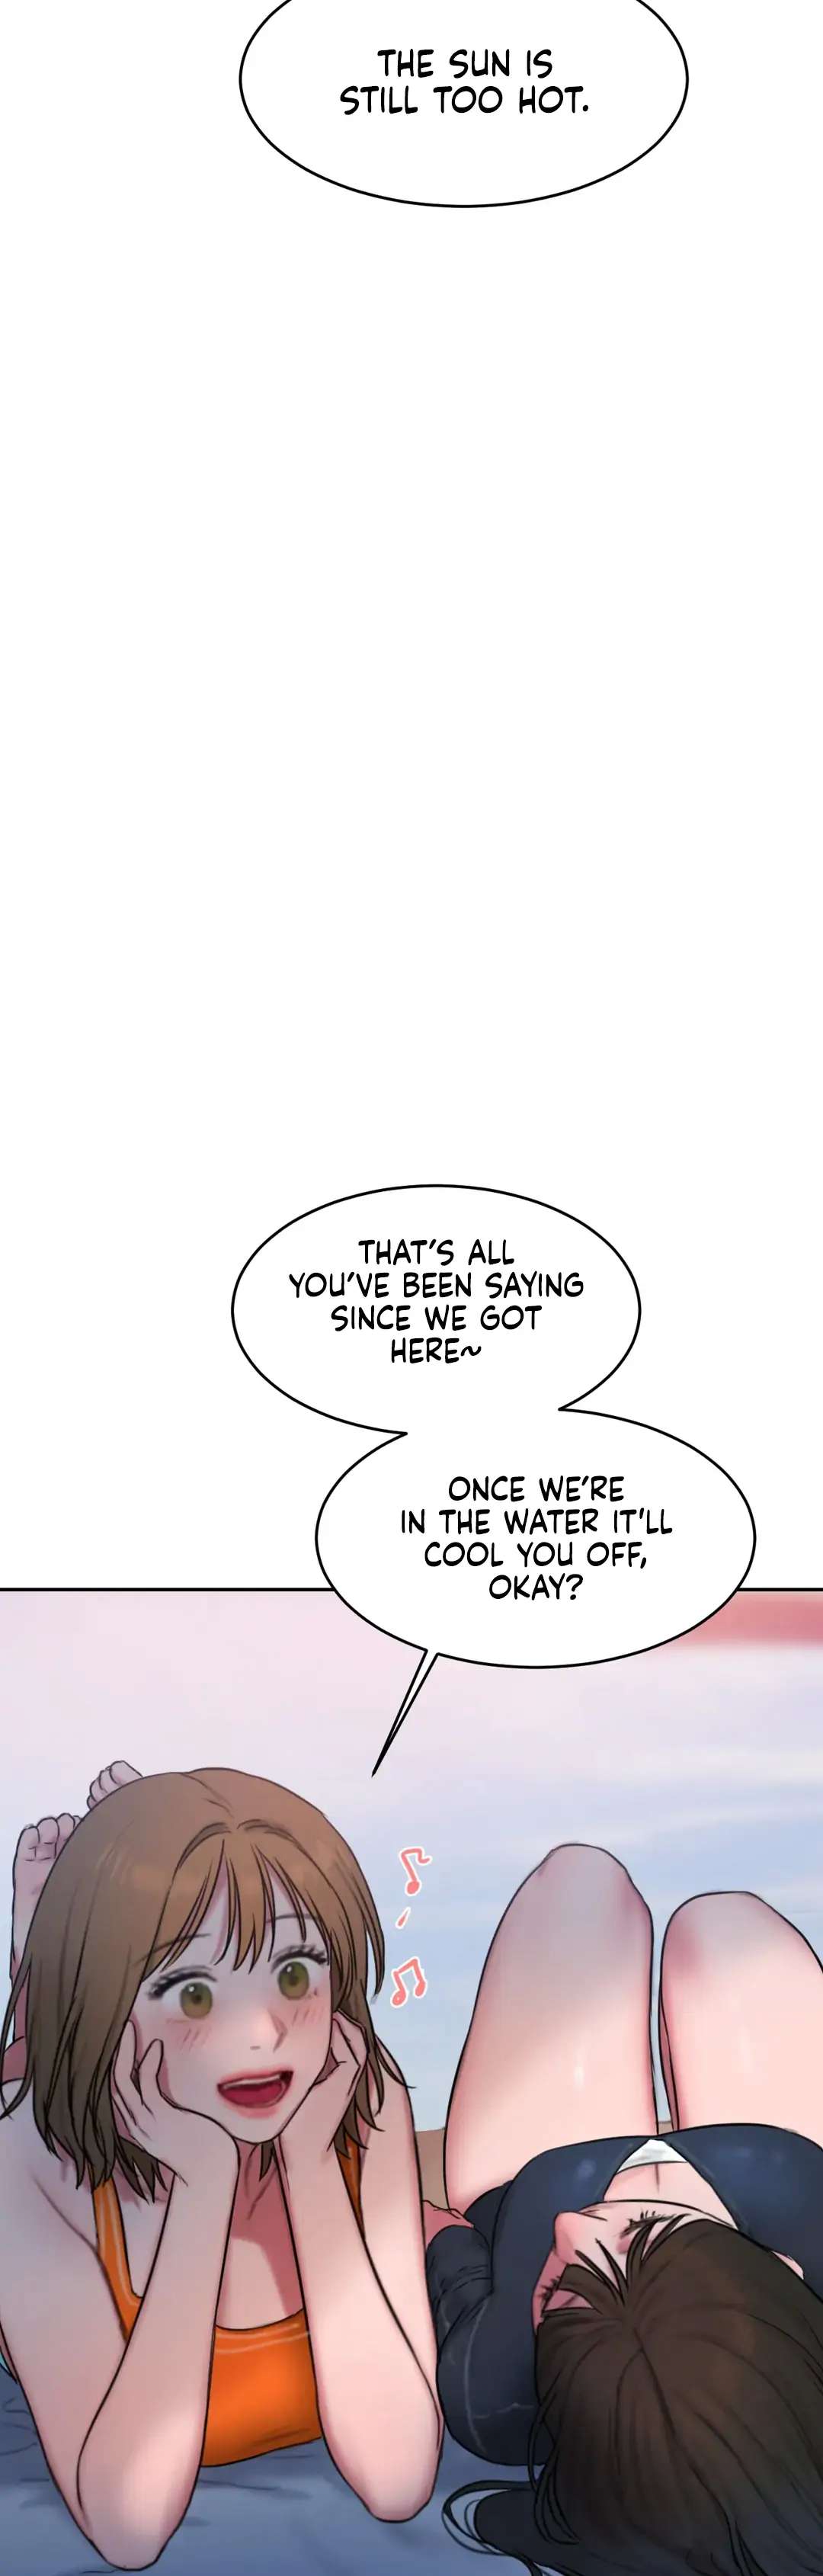 THE SUN IS
STILL TOO HOT.
THAT'S ALL
YOU'VE BEEN SAYING
SINCE WE GOT
HERE~
ONCE WE'RE
IN THE WATER IT'LL
COOL YOU OFF,
OKAY?